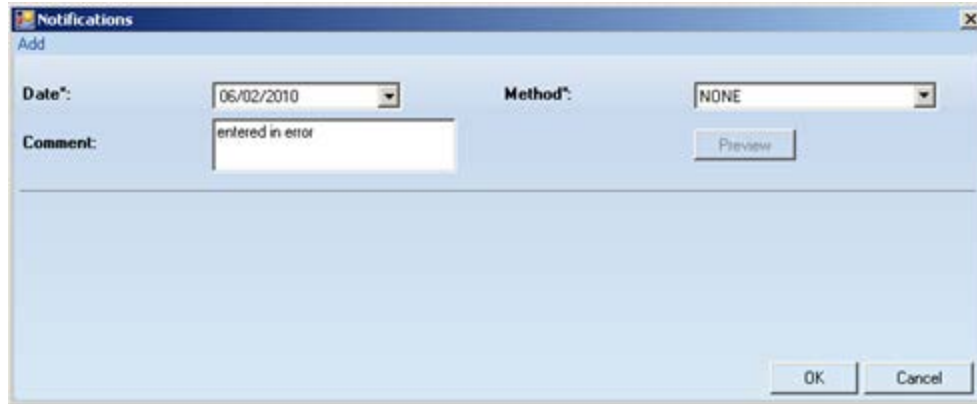 Notifications
Add
Date*: 06/02/2010 Method*: NONE
Comment: entered in error Preview
OK Cancel